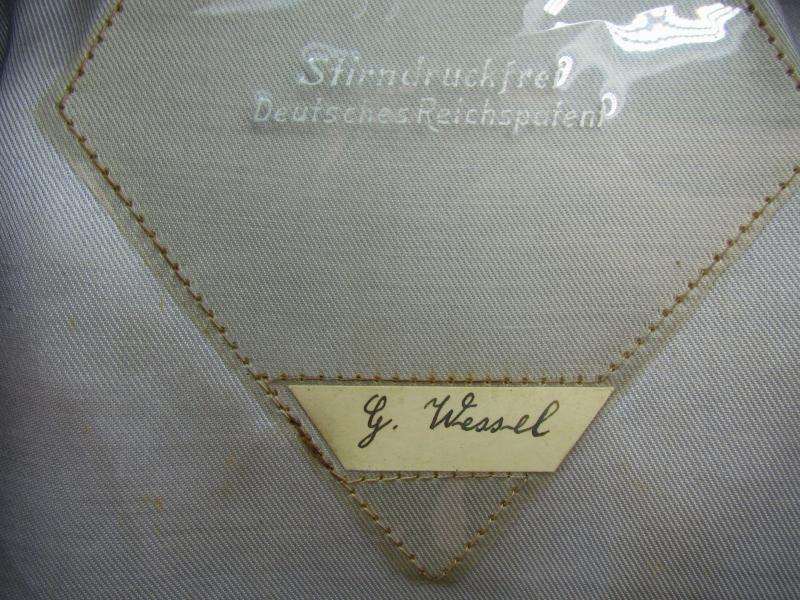 Stirndruckfrei
Deutsches Reichspatent
G. Wessel